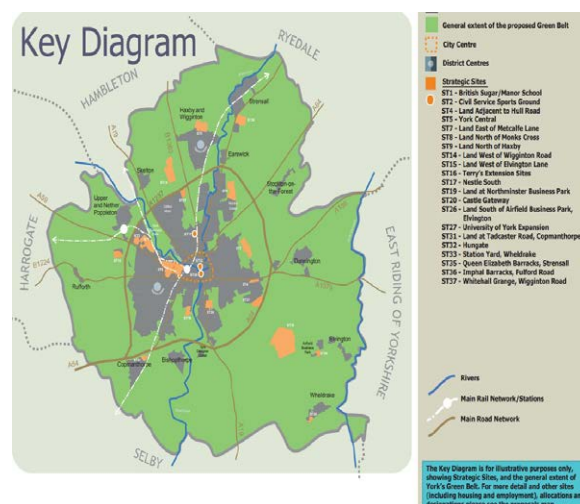 Key Diagram
RYEDALE
HAMBLETON
HARROGATE
EAST RIDING OF YORKSHIRE
SELBY
Strensall
Haxby and
Wigginton
Earswick
Skelton
Stockton-on-
the-Forest
Upper
and Nether
Poppleton
Rufforth
Dunnington
Copmanthorpe
Bishopthorpe
Elvington
Wheldrake
A19
A64
A59
B1224
A64
A19
General extent of the proposed Green Belt
City Centre
District Centres
Strategic Sites
ST1 - British Sugar/Manor School
ST2 - Civil Service Sports Ground
ST4 - Land Adjacent to Hull Road
ST5 - York Central
ST7 - Land East of Metcalfe Lane
ST8 - Land North of Monks Cross
ST9 - Land North of Haxby
ST14 - Land West of Wigginton Road
ST15 - Land West of Elvington Lane
ST16 - Terry's Extension Sites
ST17 - Nestle South
ST19 - Land at Northminster Business Park
ST20 - Castle Gateway
ST26 - Land South of Airfield Business Park,
Elvington
ST27 - University of York Expansion
ST31 - Land at Tadcaster Road, Copmanthorpe
ST32 - Hungate
ST33 - Station Yard, Wheldrake
ST35 - Queen Elizabeth Barracks, Strensall
ST36 - Imphal Barracks, Fulford Road
ST37 - Whitehall Grange, Wigginton Road
Rivers
Main Rail Network/Stations
Main Road Network
The Key Diagram is for illustrative purposes only,
showing Strategic Sites, and the general extent of
York's Green Belt. For more detail and other sites
(including housing and employment), allocations and